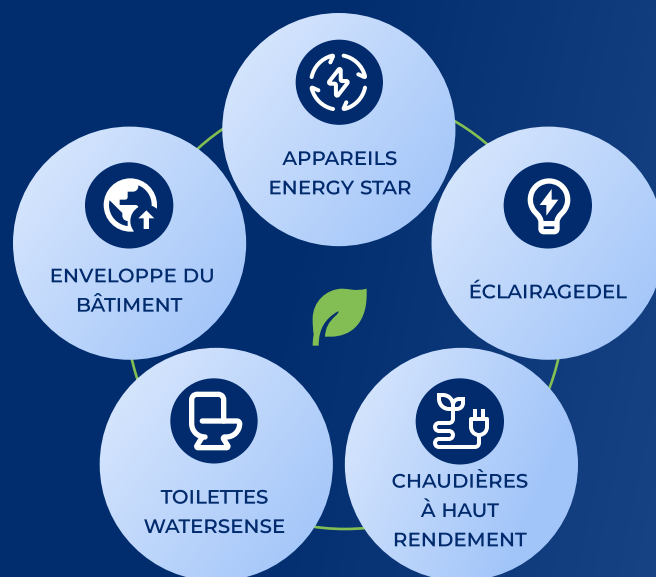 APPAREILS
ENERGY STAR
ENVELOPPE DU
BÂTIMENT
ÉCLAIRAGEDEL
TOILETTES
WATERSENSE
CHAUDIÈRES
À HAUT
RENDEMENT